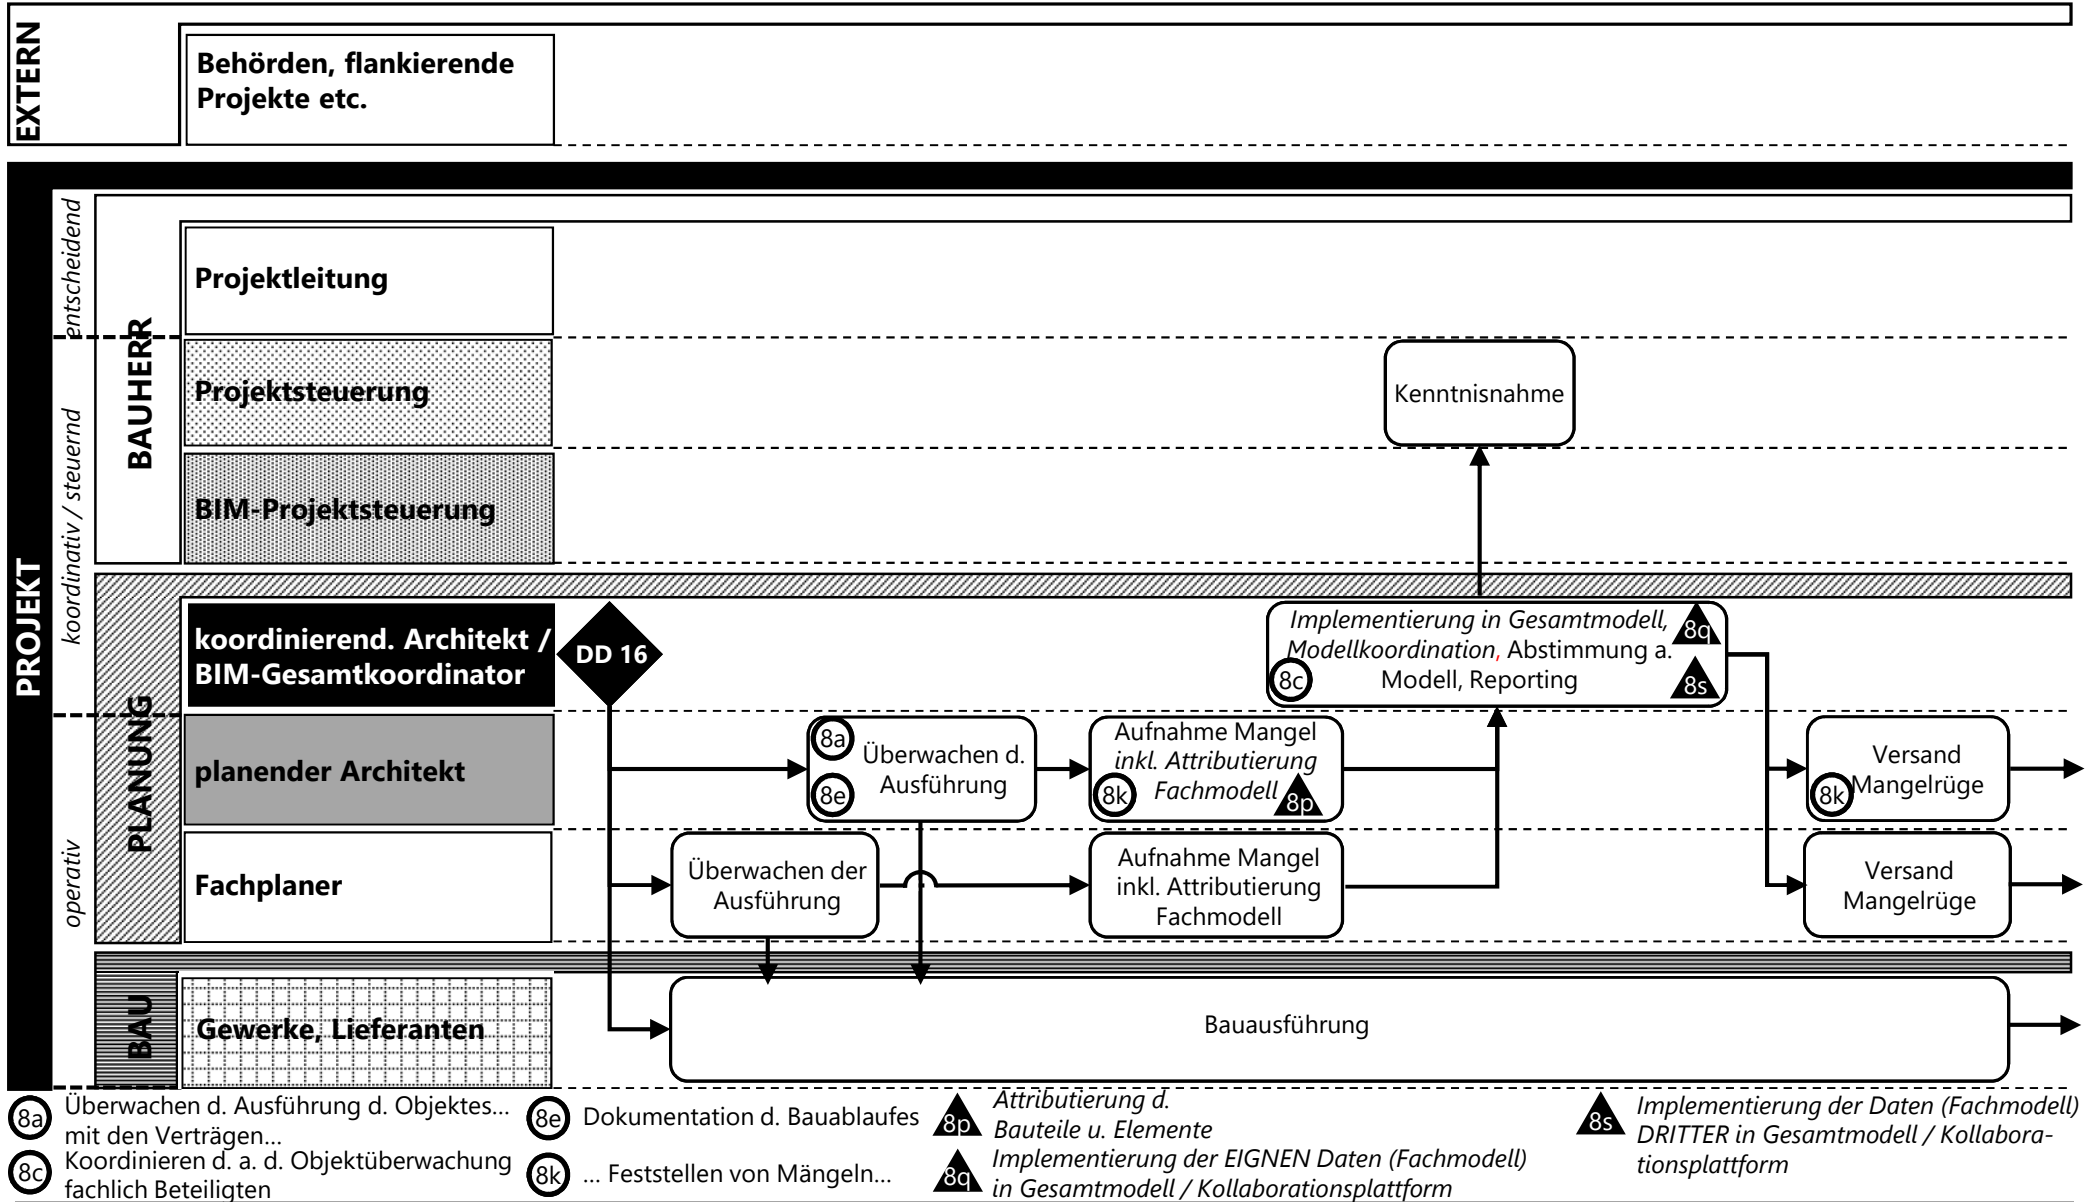 EXTERN
Behörden, flankierende
Projekte etc.
PROJEKT
entscheidend
koordinativ / steuernd
operativ
BAUHERR
Projektleitung
Projektsteuerung
Kenntnisnahme
BIM-Projektsteuerung
PLANUNG
koordinierend. Architekt /
BIM-Gesamtkoordinator
DD 16
Implementierung in Gesamtmodell,
Modellkoordination, Abstimmung a.
Modell, Reporting
8q
8c
8s
planender Architekt
8a
8e
Überwachen d.
Ausführung
Aufnahme Mangel
inkl. Attributierung
Fachmodell
8k
8p
Versand
Mangelrüge
8k
Fachplaner
Überwachen der
Ausführung
Aufnahme Mangel
inkl. Attributierung
Fachmodell
Versand
Mangelrüge
BAU
Gewerke, Lieferanten
Bauausführung
8a Überwachen d. Ausführung d. Objektes...
mit den Verträgen...
8c Koordinieren d. a. d. Objektüberwachung
fachlich Beteiligten
8e Dokumentation d. Bauablaufes
8k ... Feststellen von Mängeln...
8p Attributierung d.
Bauteile u. Elemente
8q Implementierung der EIGNEN Daten (Fachmodell)
in Gesamtmodell / Kollaborationsplattform
8s Implementierung der Daten (Fachmodell)
DRITTER in Gesamtmodell / Kollabora-
tionsplattform